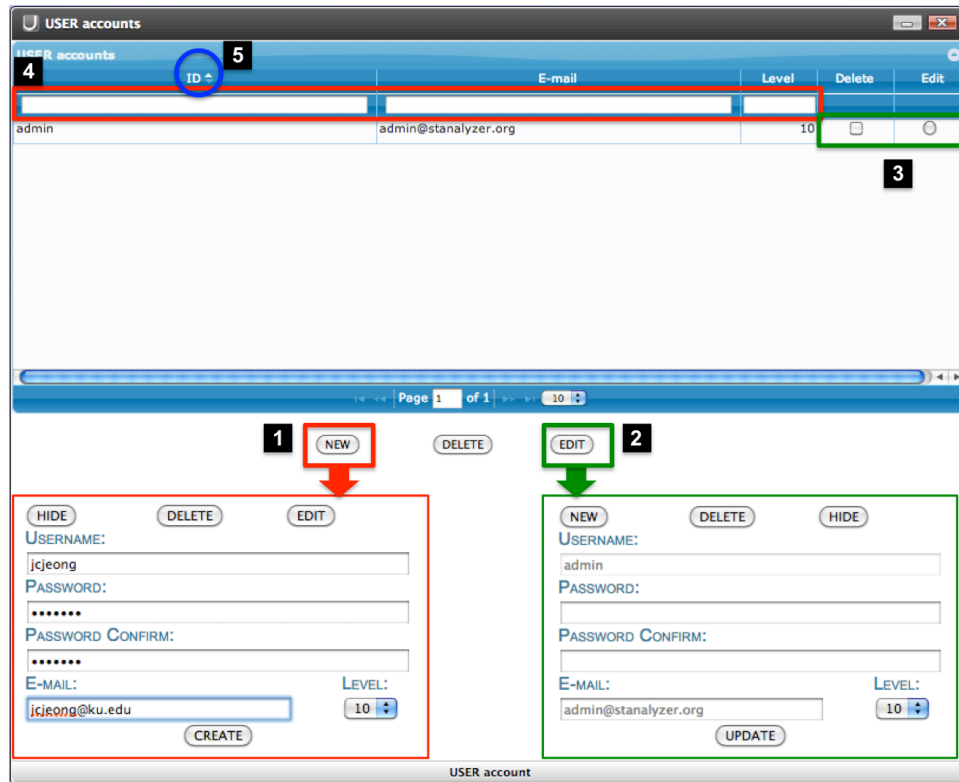 USER accounts
USER accounts
4 5
ID E-mail Level Delete Edit
admin admin@stanalyzer.org 10
3
Page 1 of 1 10
1 NEW DELETE EDIT 2
HIDE DELETE EDIT
USERNAME:
jcjeong
PASSWORD:
•••••••
PASSWORD CONFIRM:
•••••••
E-MAIL: LEVEL:
jcjeong@ku.edu 10
CREATE
NEW DELETE HIDE
USERNAME:
admin
PASSWORD:
PASSWORD CONFIRM:
E-MAIL: LEVEL:
admin@stanalyzer.org 10
UPDATE
USER account